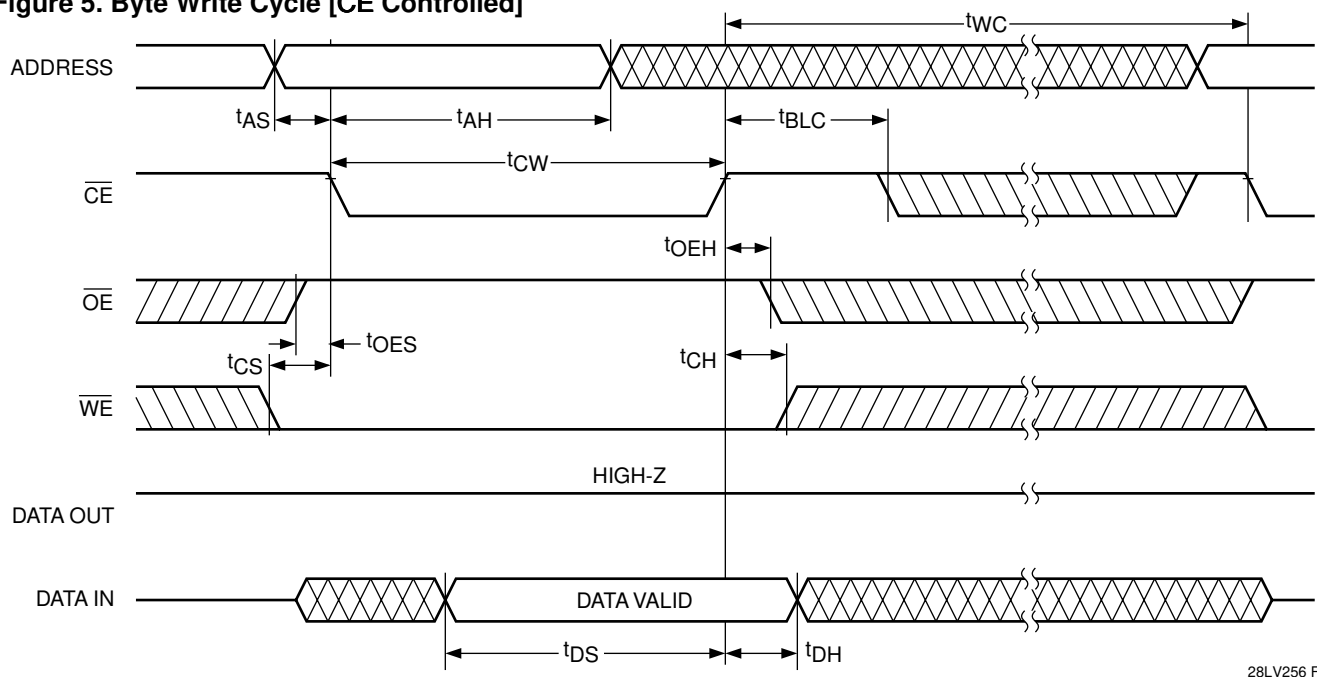 Figure 5. Byte Write Cycle [CE Controlled]
tWC
ADDRESS
tAS
tAH
tBLC
tCW
CE
tOEH
OE
tOES
tCS
tCH
WE
HIGH-Z
DATA OUT
DATA IN
DATA VALID
tDS
tDH
28LV256 F